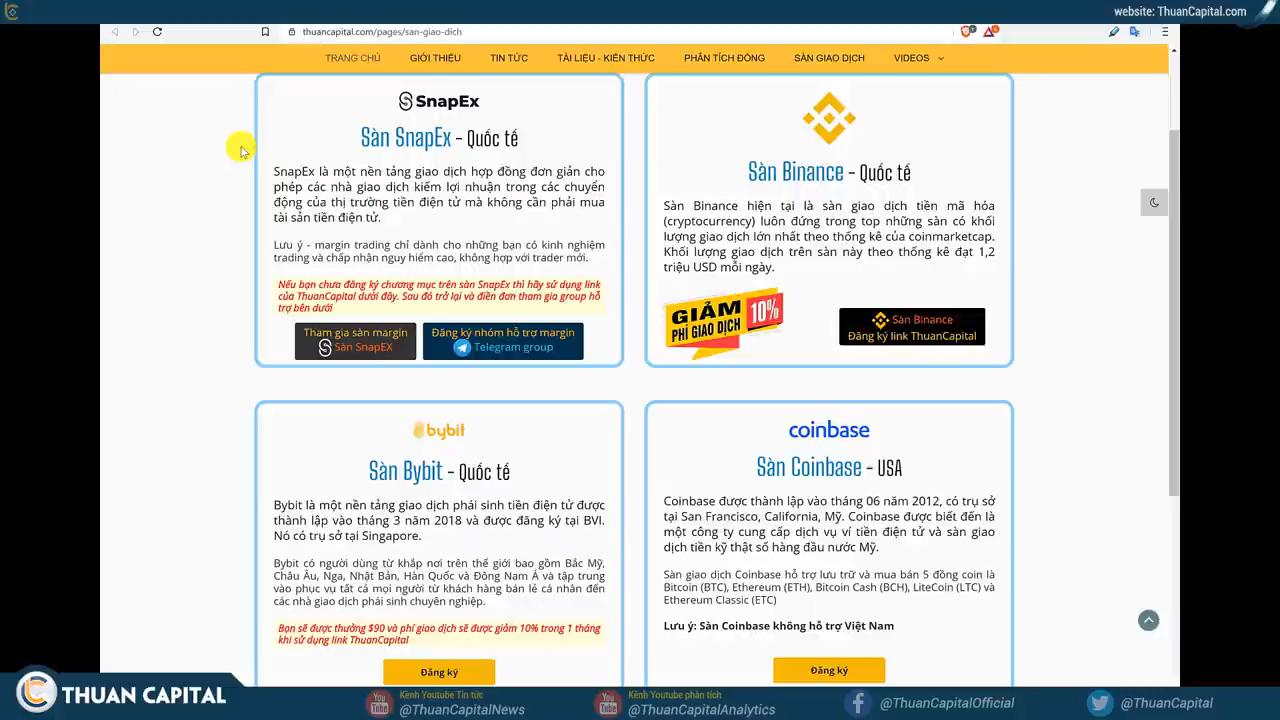 website: ThuanCapital.com
thuancapital.com/pages/san-giao-dich
TRANG CHỦ
GIỚI THIỆU
TIN TỨC
TÀI LIỆU - KIẾN THỨC
PHÂN TÍCH ĐỘNG
SÀN GIAO DỊCH
VIDEOS
SnapEx
Sàn SnapEx - Quốc tế
SnapEx là một nền tảng giao dịch hợp đồng đơn giản cho
phép các nhà giao dịch kiếm lợi nhuận trong các chuyển
động của thị trường tiền điện tử mà không cần phải mua
tài sản tiền điện tử.
Lưu ý - margin trading chỉ dành cho những bạn có kinh nghiệm
trading và chấp nhận nguy hiểm cao, không hợp với trader mới.
Nếu bạn chưa đăng ký chương mục trên sàn SnapEx thì hãy sử dụng link
của ThuanCapital dưới đây. Sau đó trở lại và điền đơn tham gia group hỗ
trợ bên dưới
Tham gia sàn margin
Sàn SnapEX
Đăng ký nhóm hỗ trợ margin
Telegram group
Sàn Binance - Quốc tế
Sàn Binance hiện tại là sàn giao dịch tiền mã hóa
(cryptocurrency) luôn đứng trong top những sàn có khối
lượng giao dịch lớn nhất theo thống kê của coinmarketcap.
Khối lượng giao dịch trên sàn này theo thống kê đạt 1,2
triệu USD mỗi ngày.
GIẢM
PHÍ GIAO DỊCH
10%
Sàn Binance
Đăng ký link ThuanCapital
bybit
Sàn Bybit - Quốc tế
Bybit là một nền tảng giao dịch phái sinh tiền điện tử được
thành lập vào tháng 3 năm 2018 và được đăng ký tại BVI.
Nó có trụ sở tại Singapore.
Bybit có người dùng từ khắp nơi trên thế giới bao gồm Bắc Mỹ,
Châu Âu, Nga, Nhật Bản, Hàn Quốc và Đông Nam Á và tập trung
vào phục vụ tất cả mọi người từ khách hàng bán lẻ cá nhân đến
các nhà giao dịch phái sinh chuyên nghiệp.
Bạn sẽ được thưởng $90 và phí giao dịch sẽ được giảm 10% trong 1 tháng
khi sử dụng link ThuanCapital
Đăng ký
coinbase
Sàn Coinbase - USA
Coinbase được thành lập vào tháng 06 năm 2012, có trụ sở
tại San Francisco, California, Mỹ. Coinbase được biết đến là
một công ty cung cấp dịch vụ ví tiền điện tử và sàn giao
dịch tiền kỹ thật số hàng đầu nước Mỹ.
Sàn giao dịch Coinbase hỗ trợ lưu trữ và mua bán 5 đồng coin là
Bitcoin (BTC), Ethereum (ETH), Bitcoin Cash (BCH), LiteCoin (LTC) và
Ethereum Classic (ETC)
Lưu ý: Sàn Coinbase không hỗ trợ Việt Nam
Đăng ký
THUAN CAPITAL
You Tube
Kênh Youtube Tin tức
@ThuanCapitalNews
You Tube
Kênh Youtube phân tích
@ThuanCapitalAnalytics
@ThuanCapitalOfficial
@ThuanCapital